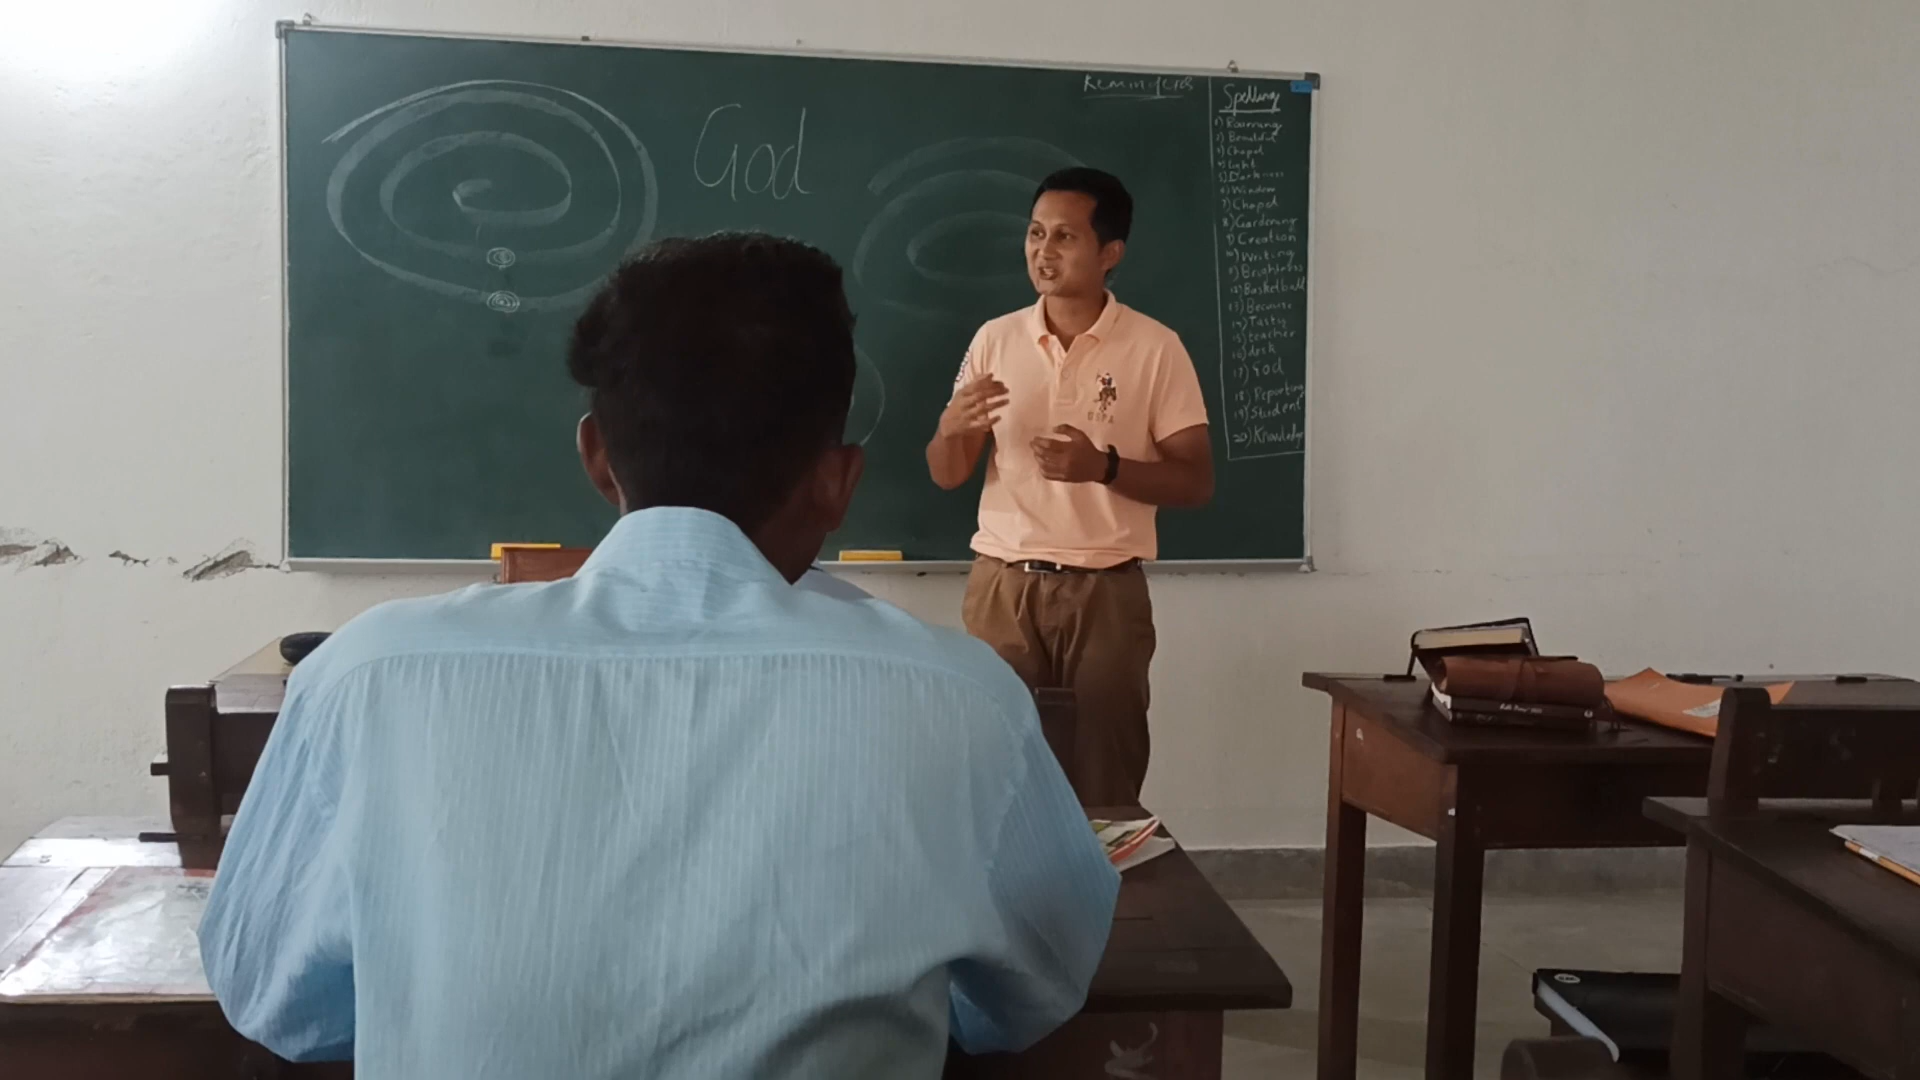 God
Reminders
Spelling
1) Roaming
2) Beautiful
3) Chapel
4) Light
5) Darkness
6) Window
7) Chapel
8) Gardening
9) Creation
10) Writing
11) Brightness
12) Basketball
13) Because
14) Tasty
15) teacher
16) desk
17) God
18) Reporting
19) Student
20) Knowledge
USPA